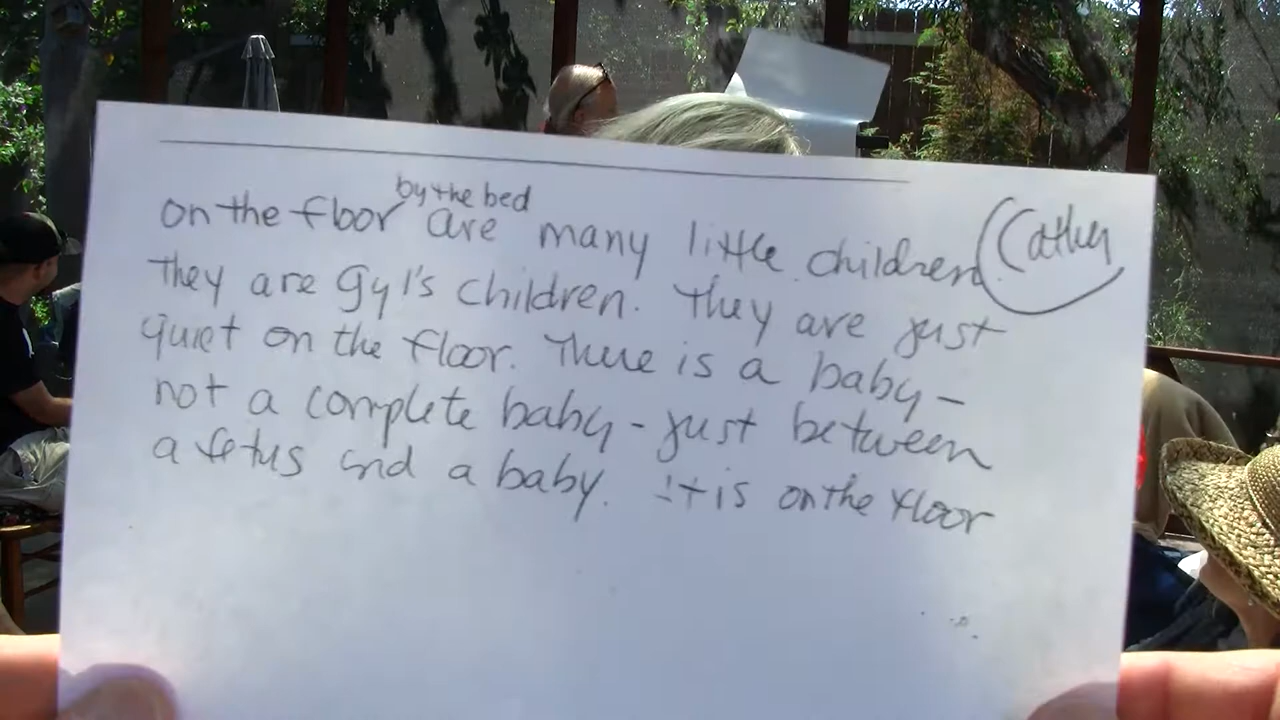 by the bed
on the floor are many little children. Cathy
They are Gyl's children. They are just
quiet on the floor. There is a baby -
not a complete baby - just between
a fetus and a baby. It is on the floor